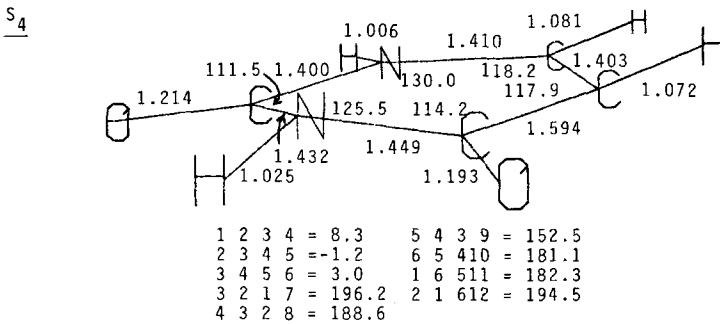 S4
1.006
1.410
1.081
H
H
H
N
C
111.5
1.400
130.0
118.2
1.403
117.9
C
1.072
O
1.214
C
N
125.5
114.2
C
1.594
1.432
1.449
H
1.025
1.193
O
1 2 3 4 = 8.3 5 4 3 9 = 152.5
2 3 4 5 =-1.2 6 5 410 = 181.1
3 4 5 6 = 3.0 1 6 511 = 182.3
3 2 1 7 = 196.2 2 1 612 = 194.5
4 3 2 8 = 188.6